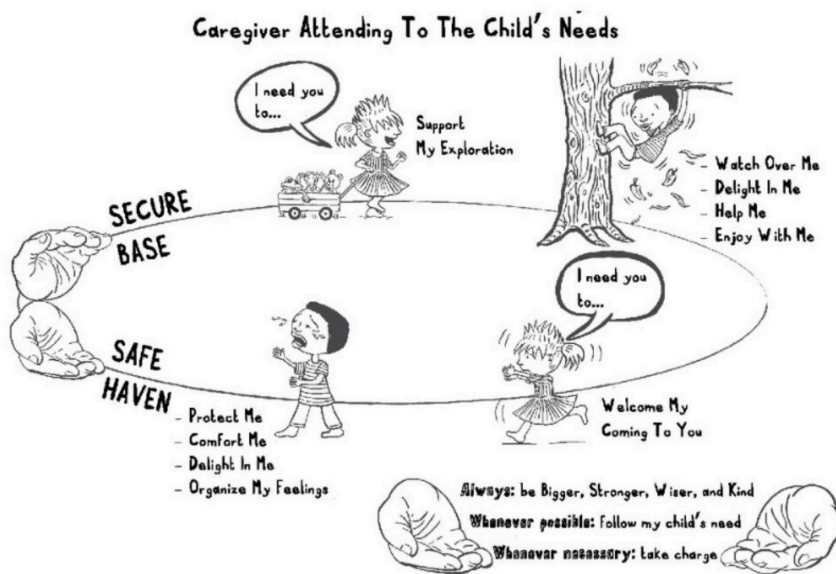 Caregiver Attending To The Child's Needs
I need you
to...
Support
My Exploration
- Watch Over Me
- Delight In Me
- Help Me
- Enjoy With Me
SECURE
BASE
I need you
to...
SAFE
HAVEN
- Protect Me
- Comfort Me
- Delight In Me
- Organize My Feelings
Welcome My
Coming To You
Always: be Bigger, Stronger, Wiser, and Kind
Whenever possible: Follow my child's need
Whenever necessary: take charge